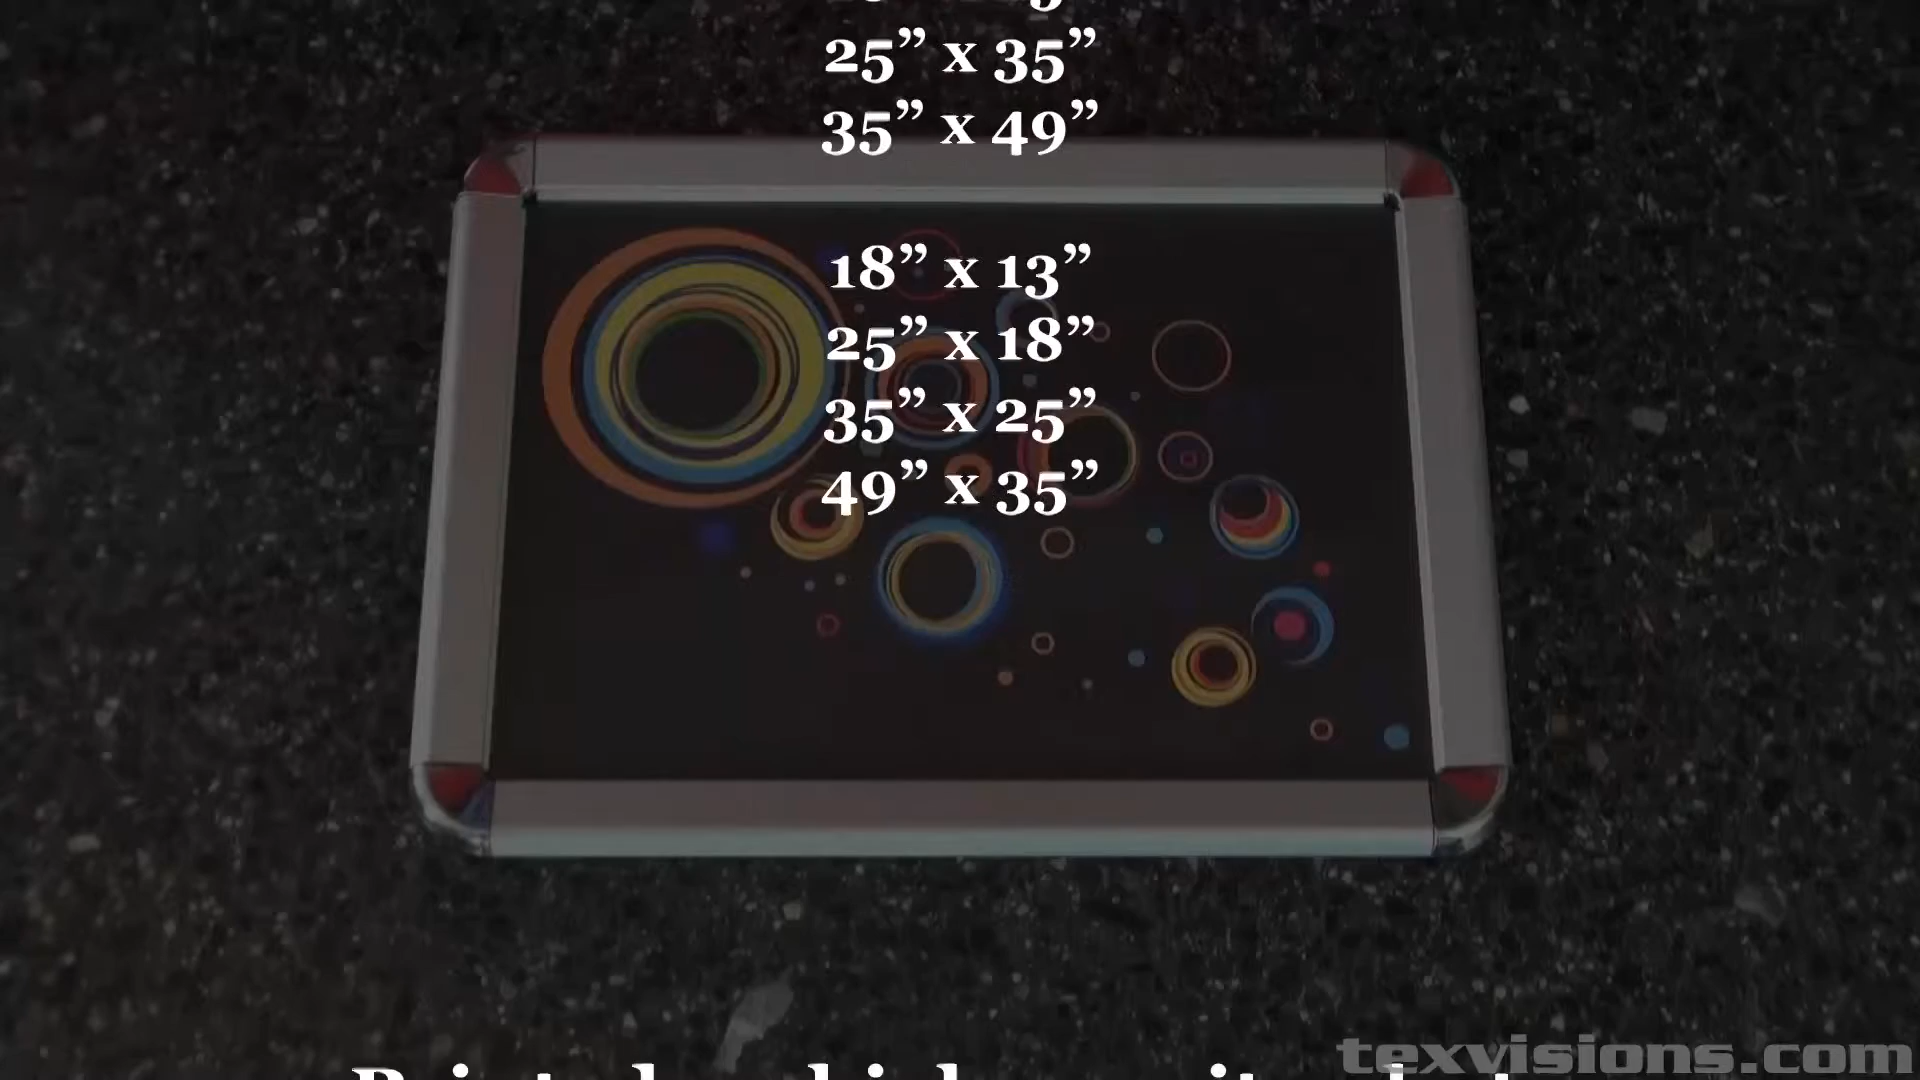 25” x 35”
35” x 49”
18” x 13”
25” x 18”
35” x 25”
49” x 35”
texvisions.com